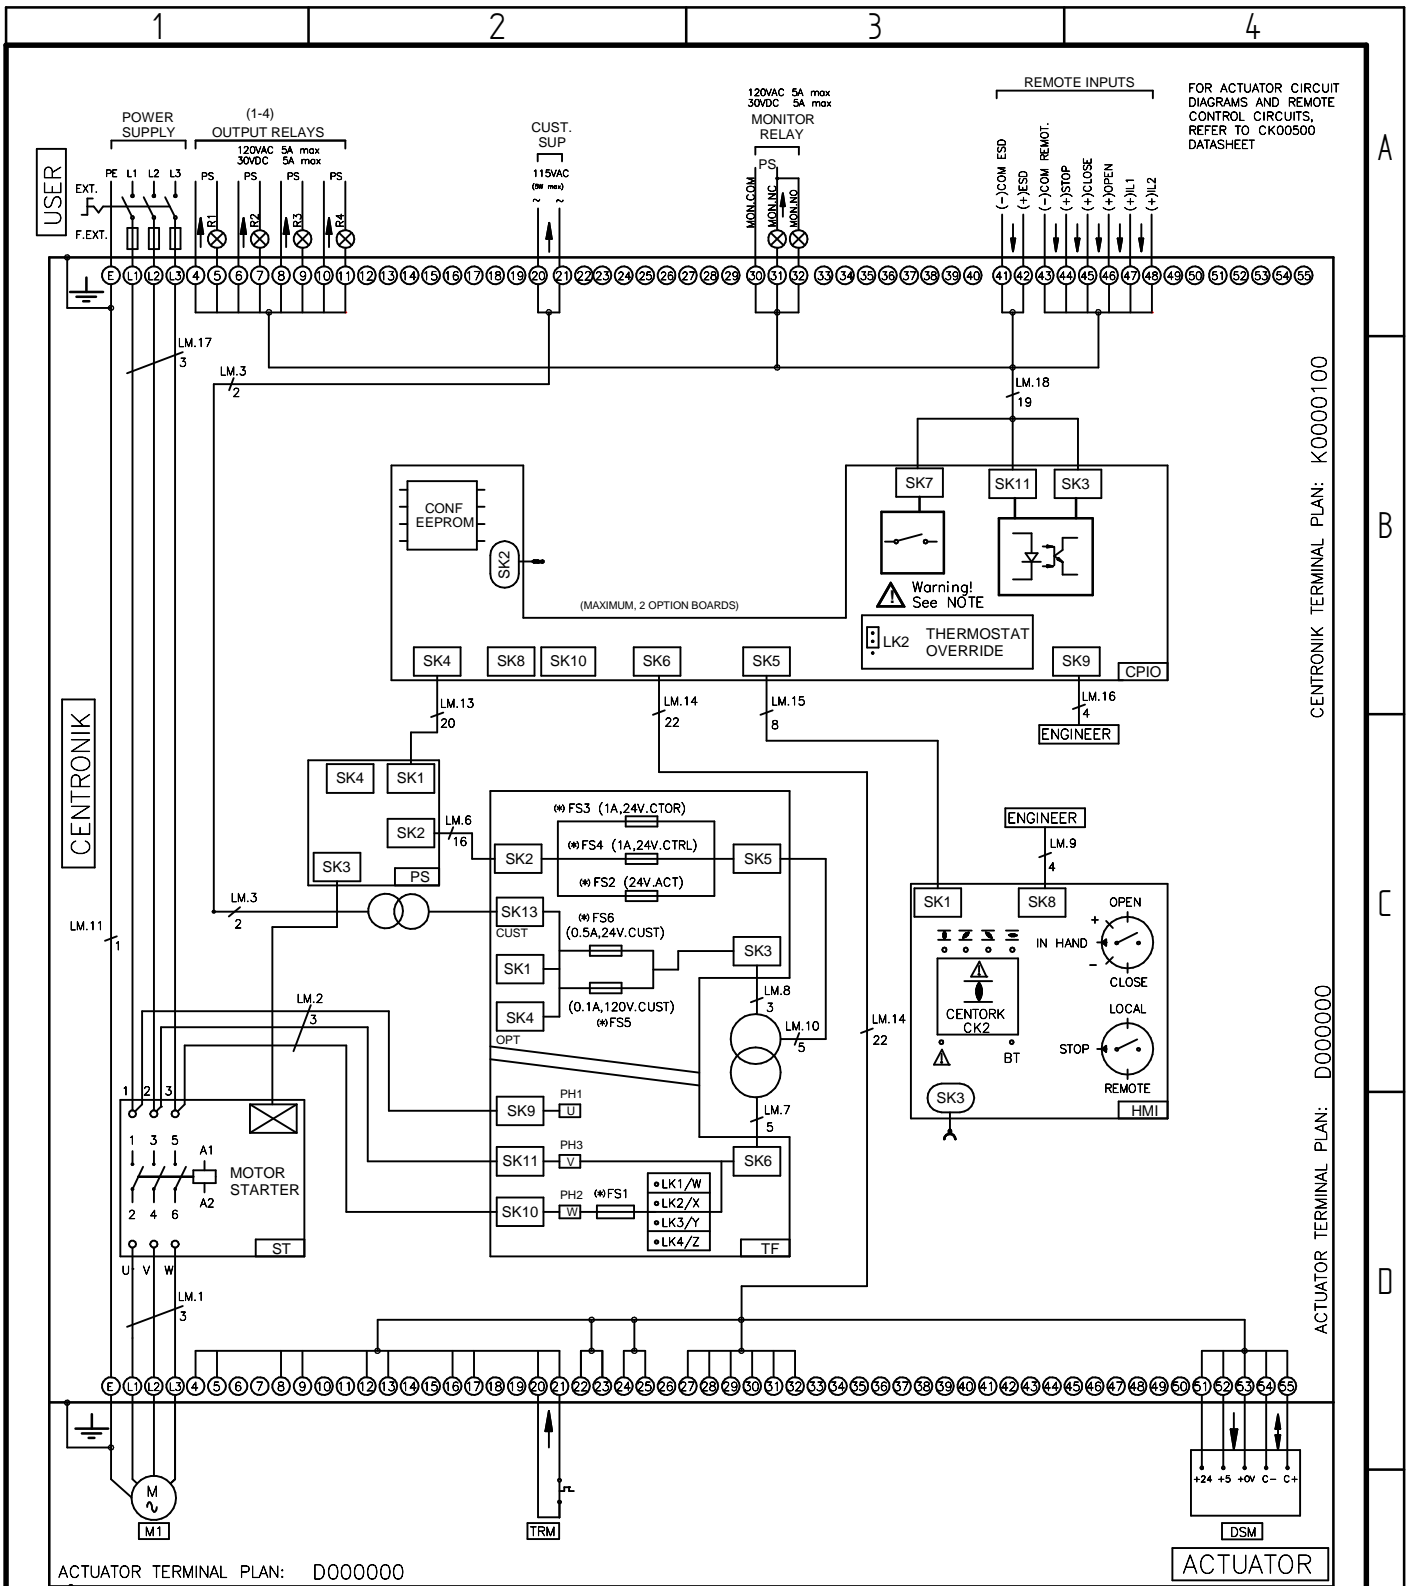 1 2 3 4
A
B
C
D
POWER
SUPPLY
(1-4)
OUTPUT RELAYS
120VAC 5A max
30VDC 5A max
CUST.
SUP
115VAC
(5W max)
~ ~
120VAC 5A max
30VDC 5A max
MONITOR
RELAY
PS
REMOTE INPUTS
FOR ACTUATOR CIRCUIT
DIAGRAMS AND REMOTE
CONTROL CIRCUITS,
REFER TO CK00500
DATASHEET
USER
EXT.
F.EXT.
PE L1 L2 L3
PS R1 PS R2 PS R3 PS R4
MON.COM
MON.NC
MON.NO
(-)COM ESD
(+)ESD
(-)COM REMOT.
(+)STOP
(+)CLOSE
(+)OPEN
(+)IL1
(+)IL2
E L1 L2 L3 4 5 6 7 8 9 10 11 12 13 14 15 16 17 18 19 20 21 22 23 24 25 26 27 28 29 30 31 32 33 34 35 36 37 38 39 40 41 42 43 44 45 46 47 48 49 50 51 52 53 54 55
LM.17
3
LM.3
2
LM.18
19
CENTRONIK TERMINAL PLAN: K0000100
CONF
EEPROM
SK2
SK7
SK11
SK3
Warning!
See NOTE
(MAXIMUM, 2 OPTION BOARDS)
LK2
THERMOSTAT
OVERRIDE
SK4
SK8
SK10
SK6
SK5
SK9
CPIO
LM.13
20
LM.14
22
LM.15
8
LM.16
4
ENGINEER
CENTRONIK
SK4
SK1
SK2
SK3
PS
LM.6
16
(*)FS3 (1A,24V.CTOR)
(*)FS4 (1A,24V.CTRL)
(*)FS2 (24V.ACT)
SK2
SK5
SK13
CUST
(*)FS6
(0.5A,24V.CUST)
SK1
SK3
(0.1A,120V.CUST)
(*)FS5
SK4
OPT
LM.8
3
LM.10
5
LM.7
5
LM.14
22
LM.3
2
LM.11
1
LM.2
3
ENGINEER
LM.9
4
SK1
SK8
OPEN
+
IN HAND
-
CLOSE
CENTORK
CK2
BT
LOCAL
STOP
REMOTE
SK3
HMI
ACTUATOR TERMINAL PLAN: D000000
1 2 3
1 3 5
A1
A2
2 4 6
MOTOR
STARTER
ST
U V W
SK9
PH1
U
SK11
PH3
V
SK6
SK10
PH2
W
(*)FS1
LK1/W
LK2/X
LK3/Y
LK4/Z
TF
LM.1
3
E L1 L2 L3 4 5 6 7 8 9 10 11 12 13 14 15 16 17 18 19 20 21 22 23 24 25 26 27 28 29 30 31 32 33 34 35 36 37 38 39 40 41 42 43 44 45 46 47 48 49 50 51 52 53 54 55
M
~
M1
TRM
+24 +5 +0V C- C+
DSM
ACTUATOR TERMINAL PLAN: D000000
ACTUATOR